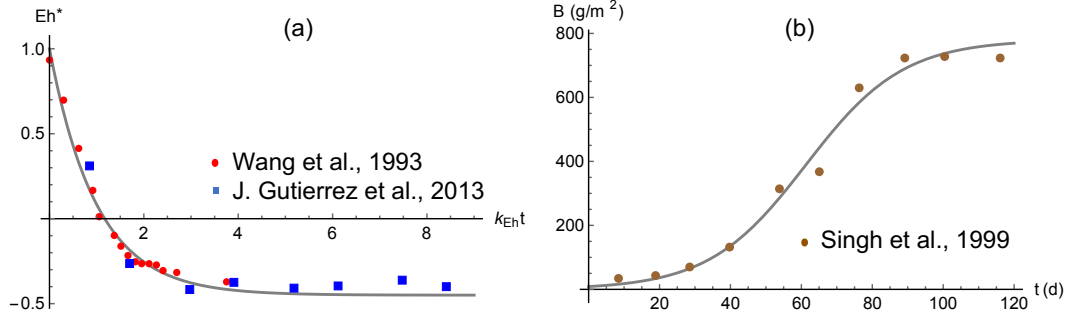 Eh*
(a)
1.0
0.5
Wang et al., 1993
J. Gutierrez et al., 2013
2
4
6
8
k_Eh t
−0.5
B (g/m²)
(b)
800
600
400
200
Singh et al., 1999
0
20
40
60
80
100
120
t (d)